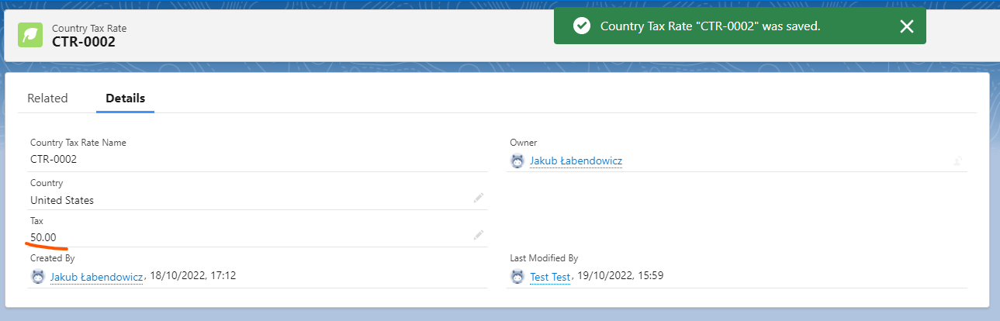 Country Tax Rate
CTR-0002
Country Tax Rate "CTR-0002" was saved.
Related
Details
Country Tax Rate Name
CTR-0002
Owner
Jakub Łabendowicz
Country
United States
Tax
50.00
Created By
Jakub Łabendowicz, 18/10/2022, 17:12
Last Modified By
Test Test, 19/10/2022, 15:59